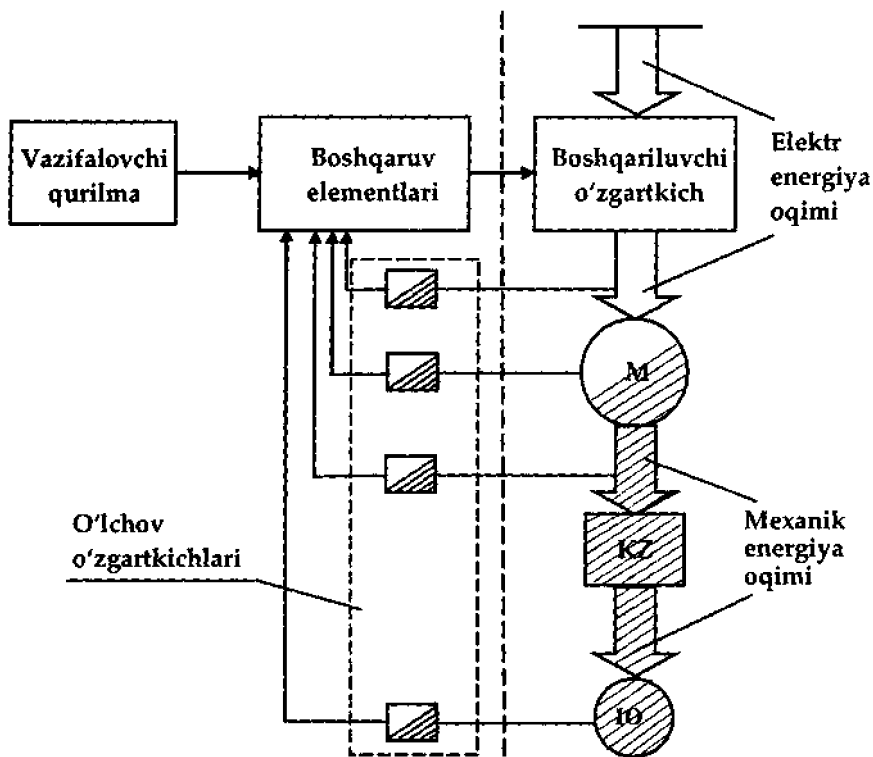 Vazifalovchi
qurilma
Boshqaruv
elementlari
Boshqariluvchi
o‘zgartkich
Elektr
energiya
oqimi
M
O‘lchov
o‘zgartkichlari
KZ
Mexanik
energiya
oqimi
IO